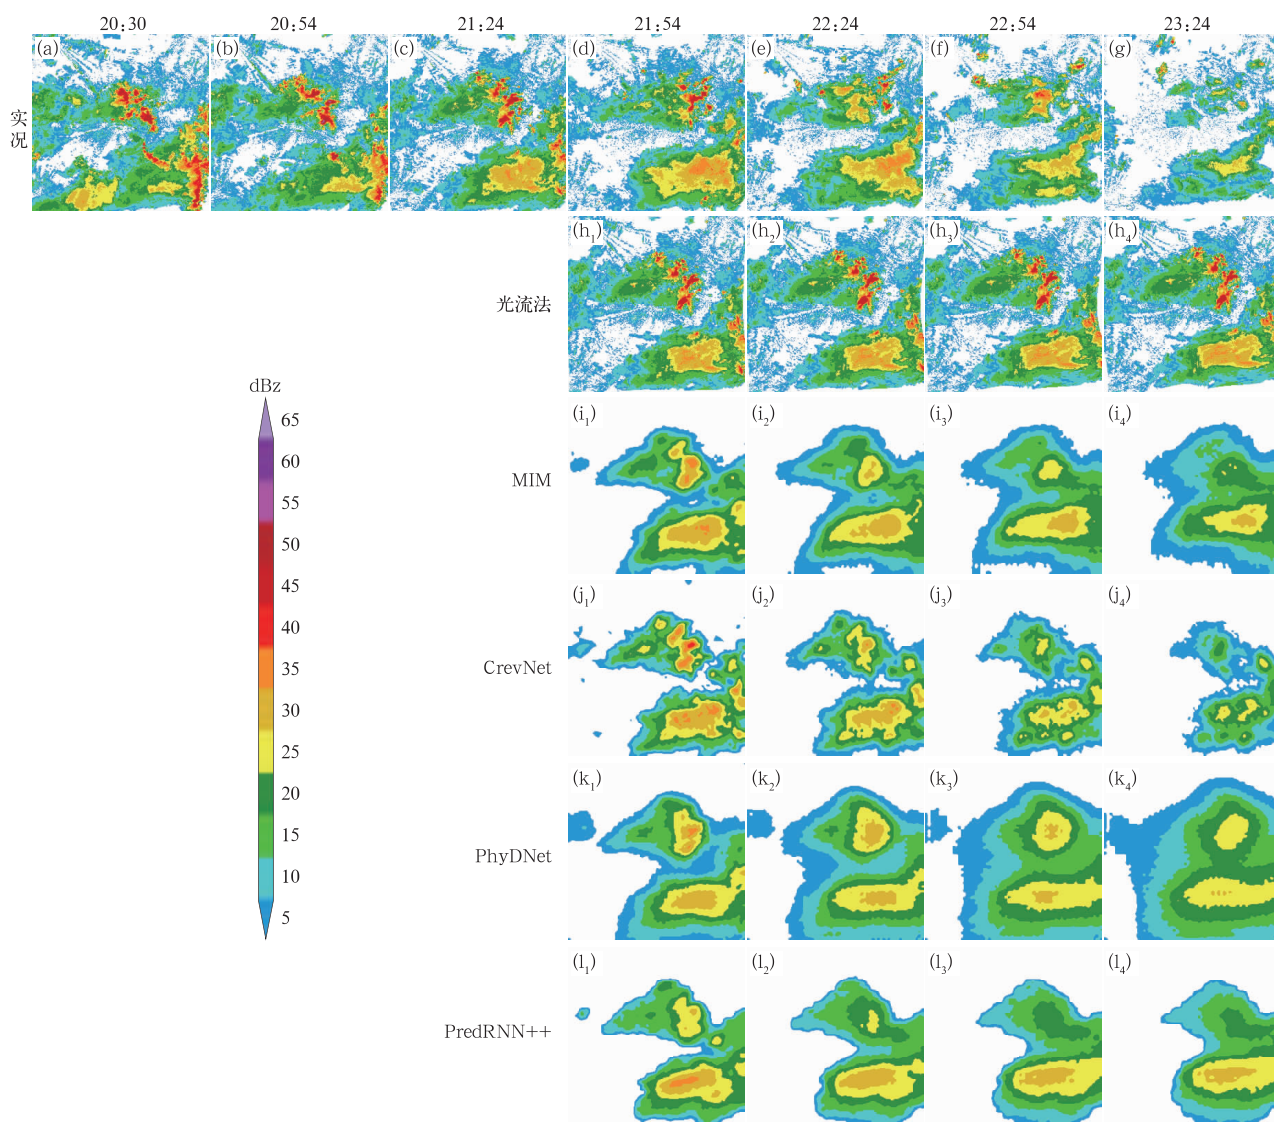 20:30 20:54 21:24 21:54 22:24 22:54 23:24
(a) (b) (c) (d) (e) (f) (g)
实况
(h₁) (h₂) (h₃) (h₄)
光流法
dBz
65
60
55
50
45
40
35
30
25
20
15
10
5
(i₁) (i₂) (i₃) (i₄)
MIM
(j₁) (j₂) (j₃) (j₄)
CrevNet
(k₁) (k₂) (k₃) (k₄)
PhyDNet
(l₁) (l₂) (l₃) (l₄)
PredRNN++